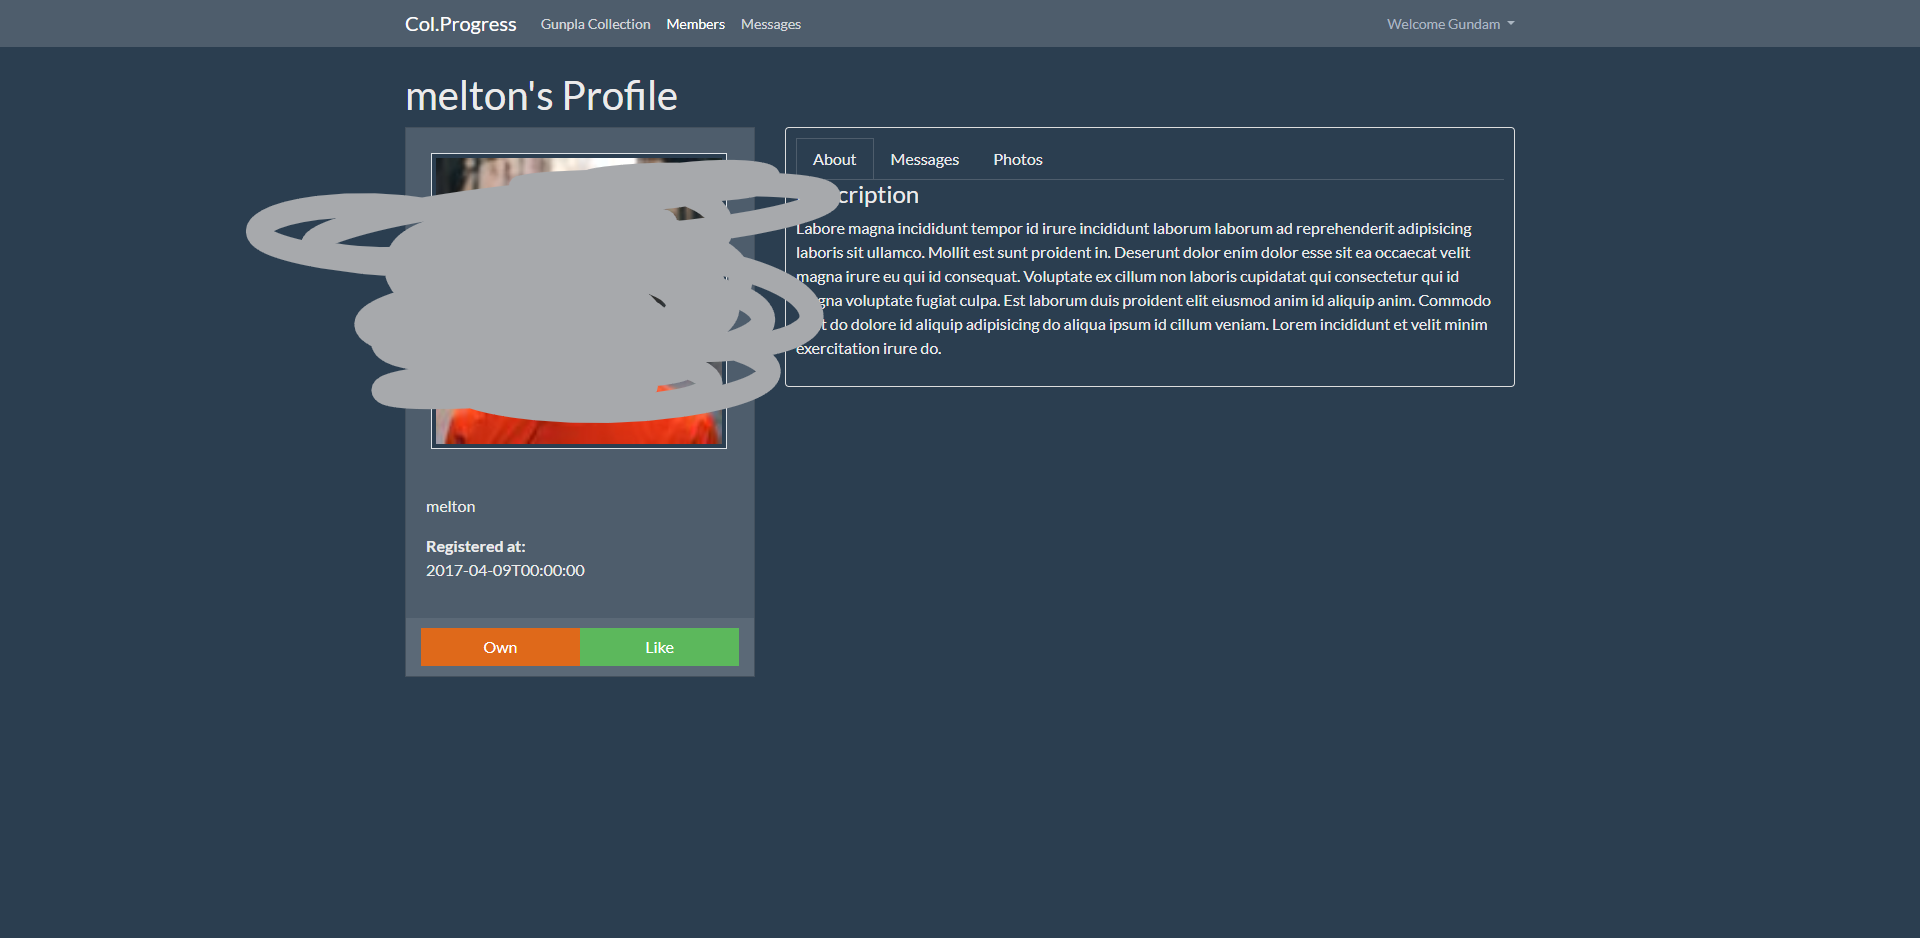 Col.Progress Gunpla Collection Members Messages Welcome Gundam
melton's Profile
About Messages Photos
Labore magna incididunt tempor id irure incididunt laborum laborum ad reprehenderit adipisicing
laboris sit ullamco. Mollit est sunt proident in. Deserunt dolor enim dolor esse sit ea occaecat velit
magna irure eu qui id consequat. Voluptate ex cillum non laboris cupidatat qui consectetur qui id
voluptate fugiat culpa. Est laborum duis proident elit eiusmod anim id aliquip anim. Commodo
do dolore id aliquip adipisicing do aliqua ipsum id cillum veniam. Lorem incididunt et velit minim
exercitation irure do.
melton
Registered at:
2017-04-09T00:00:00
Own Like